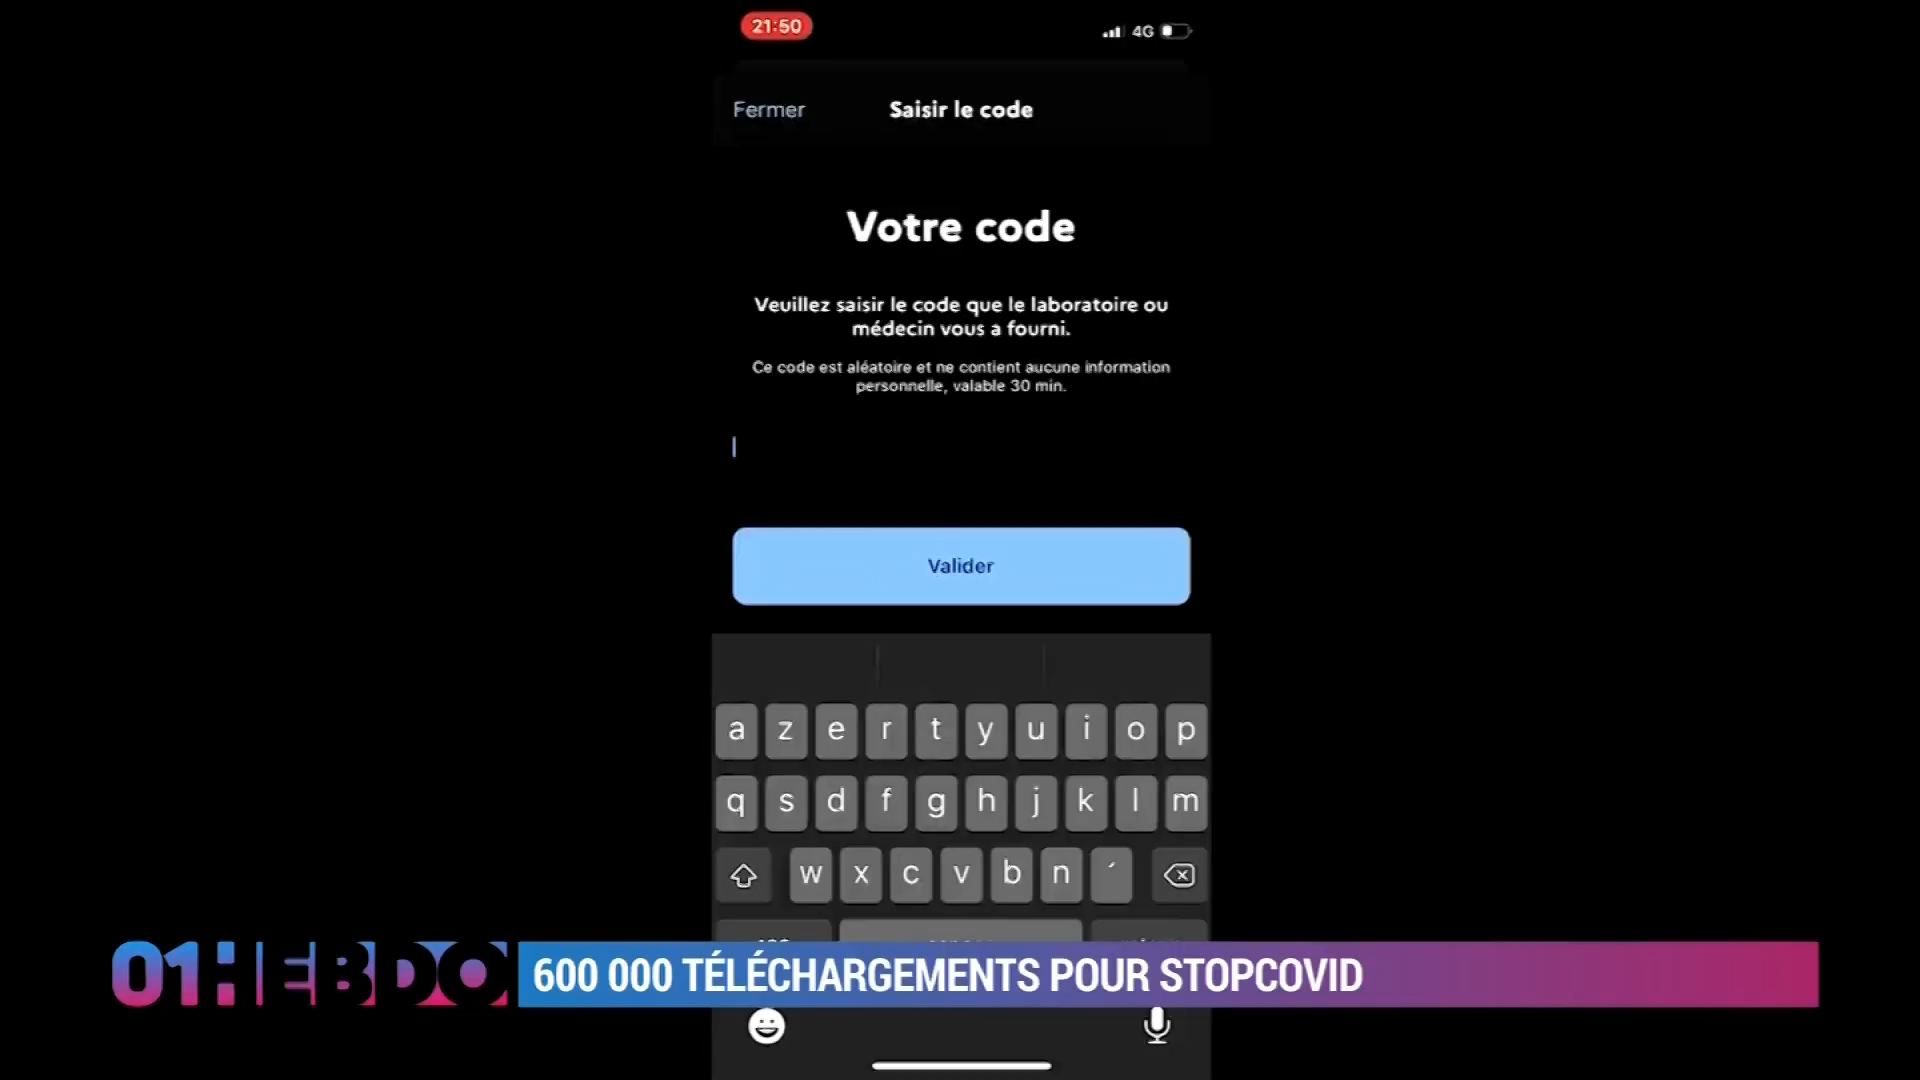 21:50
4G
Fermer
Saisir le code
Votre code
Veuillez saisir le code que le laboratoire ou
médecin vous a fourni.
Ce code est aléatoire et ne contient aucune information
personnelle, valable 30 min.
Valider
a z e r t y u i o p
q s d f g h j k l m
w x c v b n ´
01HEBDO
600 000 TÉLÉCHARGEMENTS POUR STOPCOVID